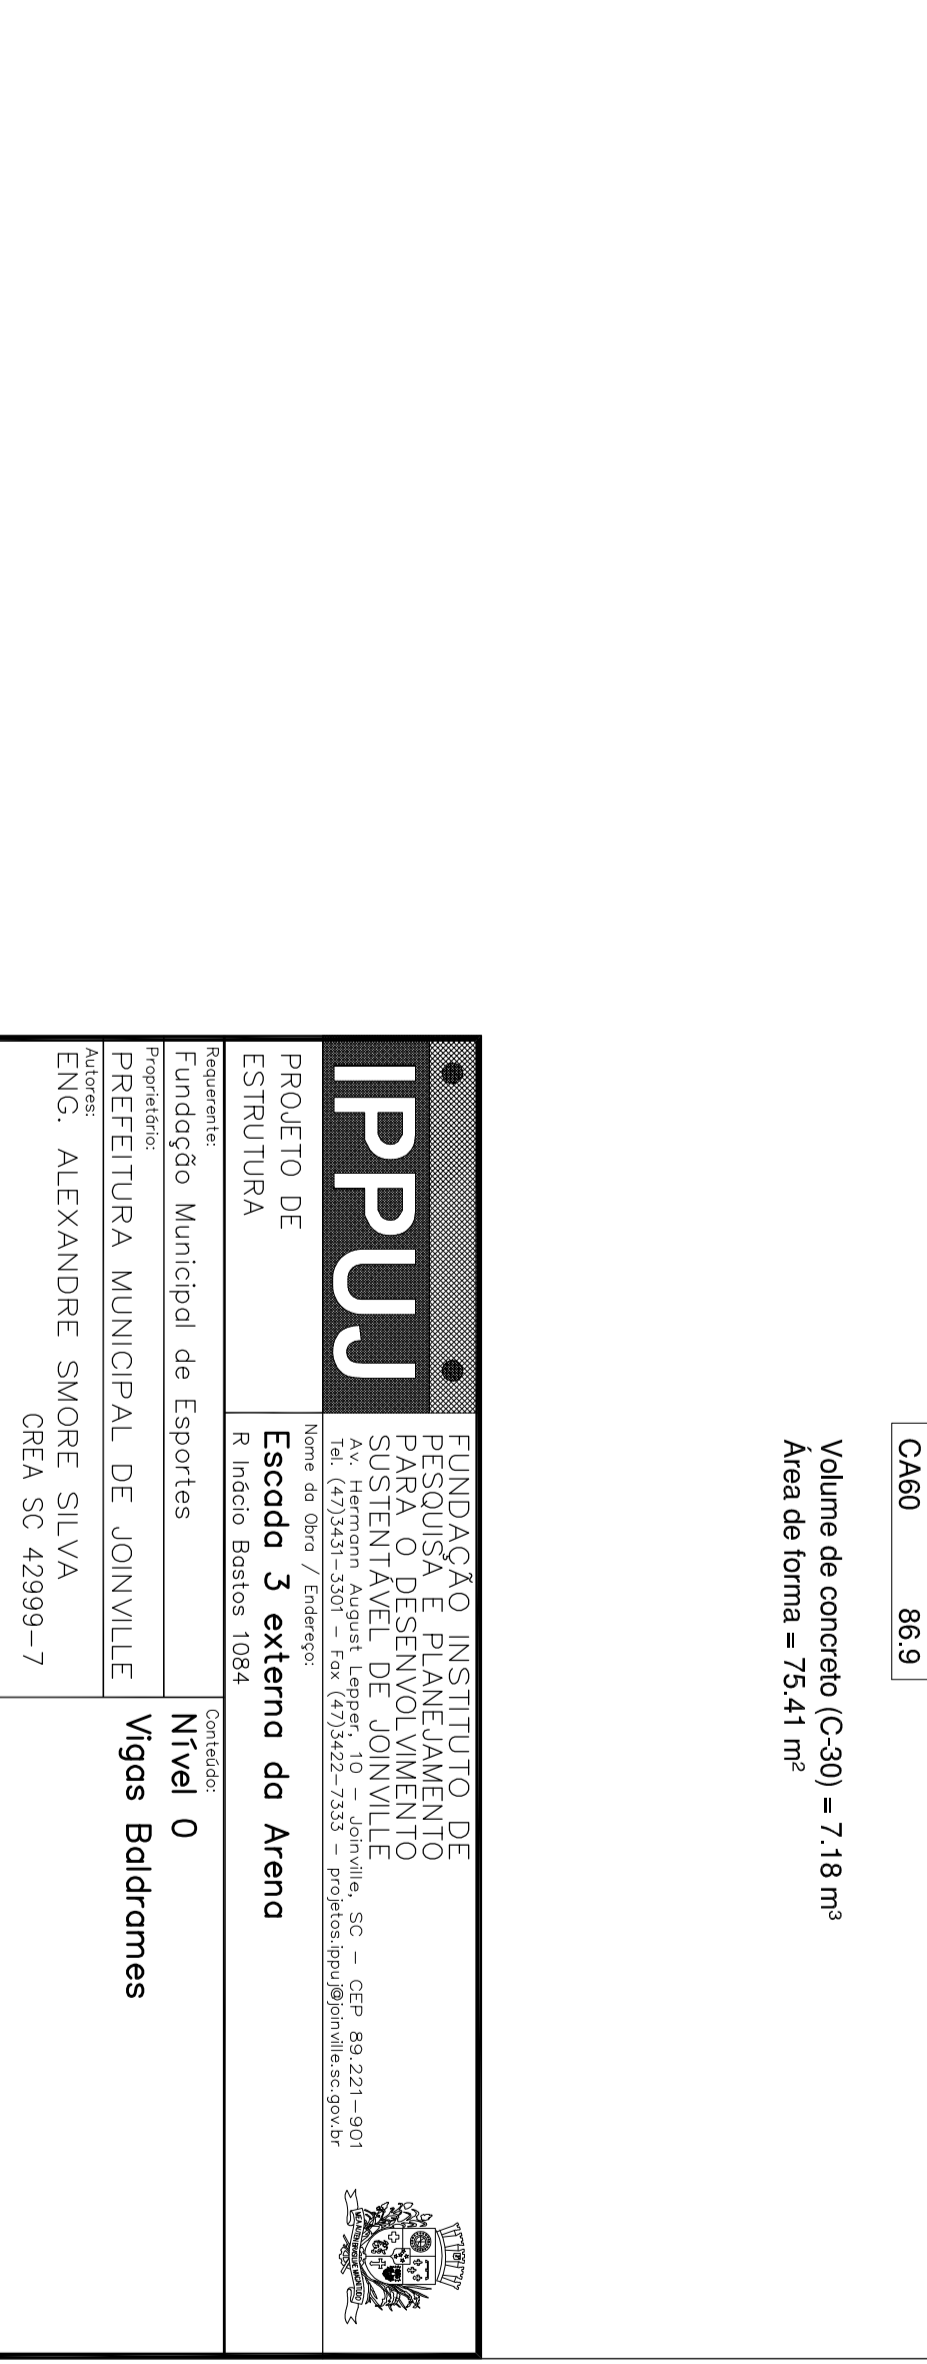 CA60 86.9
Volume de concreto (C-30) = 7.18 m³
Área de forma = 75.41 m²
IPPUJ
FUNDAÇÃO INSTITUTO DE
PESQUISA E PLANEJAMENTO
PARA O DESENVOLVIMENTO
SUSTENTÁVEL DE JOINVILLE
Av. Hermann August Lepper, 10 – Joinville, SC – CEP 89.221–901
Tel. (47)3431–3301 – Fax (47)3422–7333 – projetos.ippuj@joinville.sc.gov.br
PROJETO DE
ESTRUTURA
Nome da Obra / Endereço:
Escada 3 externa da Arena
R Inácio Bastos 1084
Requerente:
Fundação Municipal de Esportes
Proprietário:
PREFEITURA MUNICIPAL DE JOINVILLE
Autores:
ENG. ALEXANDRE SMORE SILVA
CREA SC 42999–7
Conteúdo:
Nível 0
Vigas Baldrames